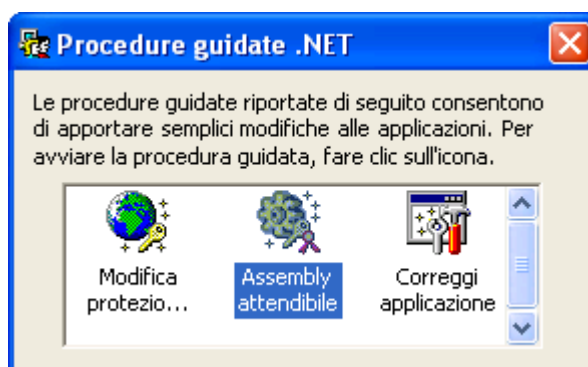 Procedure guidate .NET
Le procedure guidate riportate di seguito consentono
di apportare semplici modifiche alle applicazioni. Per
avviare la procedura guidata, fare clic sull'icona.
Modifica
protezio...
Assembly
attendibile
Correggi
applicazione